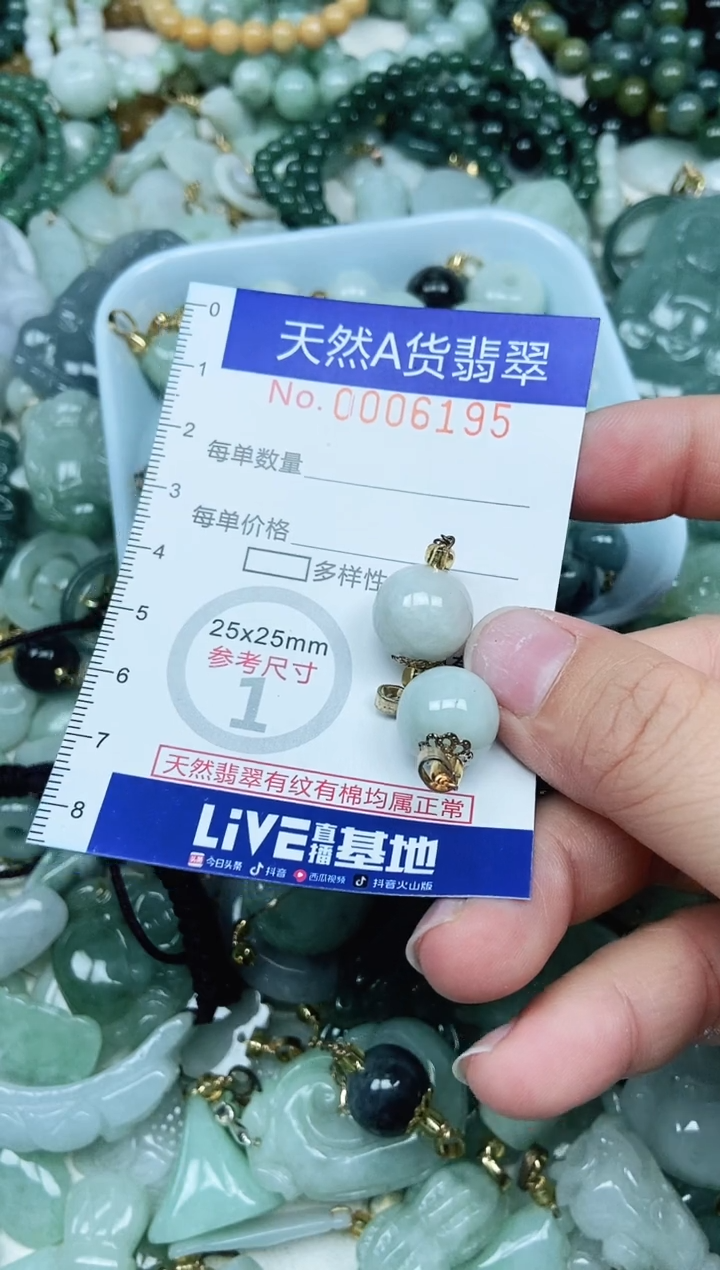 0
天然A货翡翠
1
No. 0006195
2
每单数量
3
每单价格
4
多样性
5
25x25mm
参考尺寸
6
1
7
天然翡翠有纹有棉均属正常
8
LiVE直播基地
头条 今日头条 抖音 西瓜视频 抖音火山版